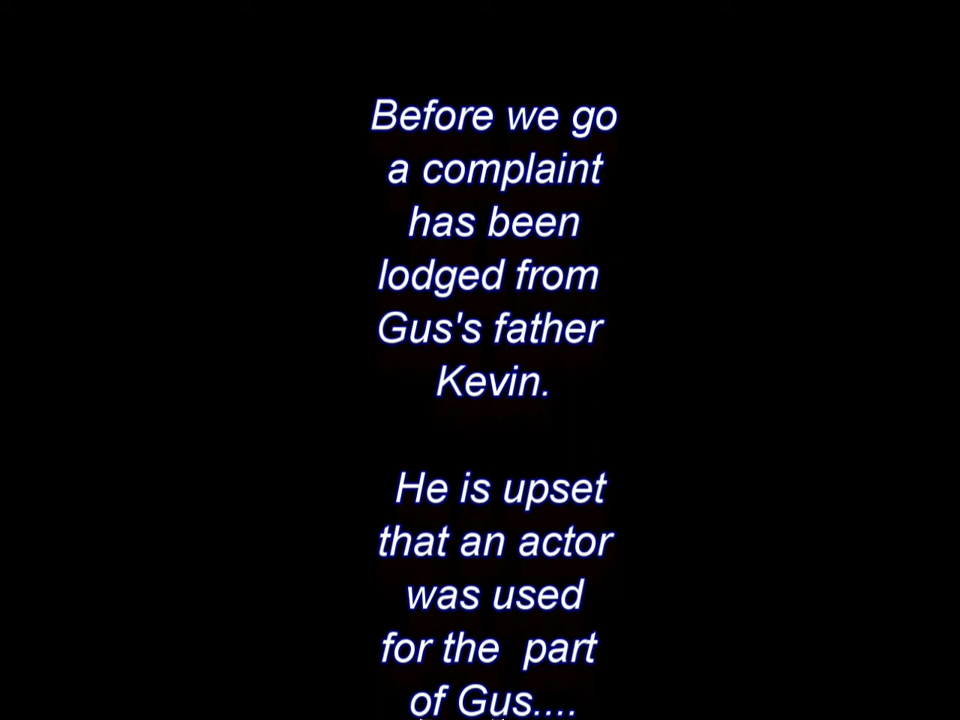 Before we go
a complaint
has been
lodged from
Gus's father
Kevin.
He is upset
that an actor
was used
for the  part
of Gus....